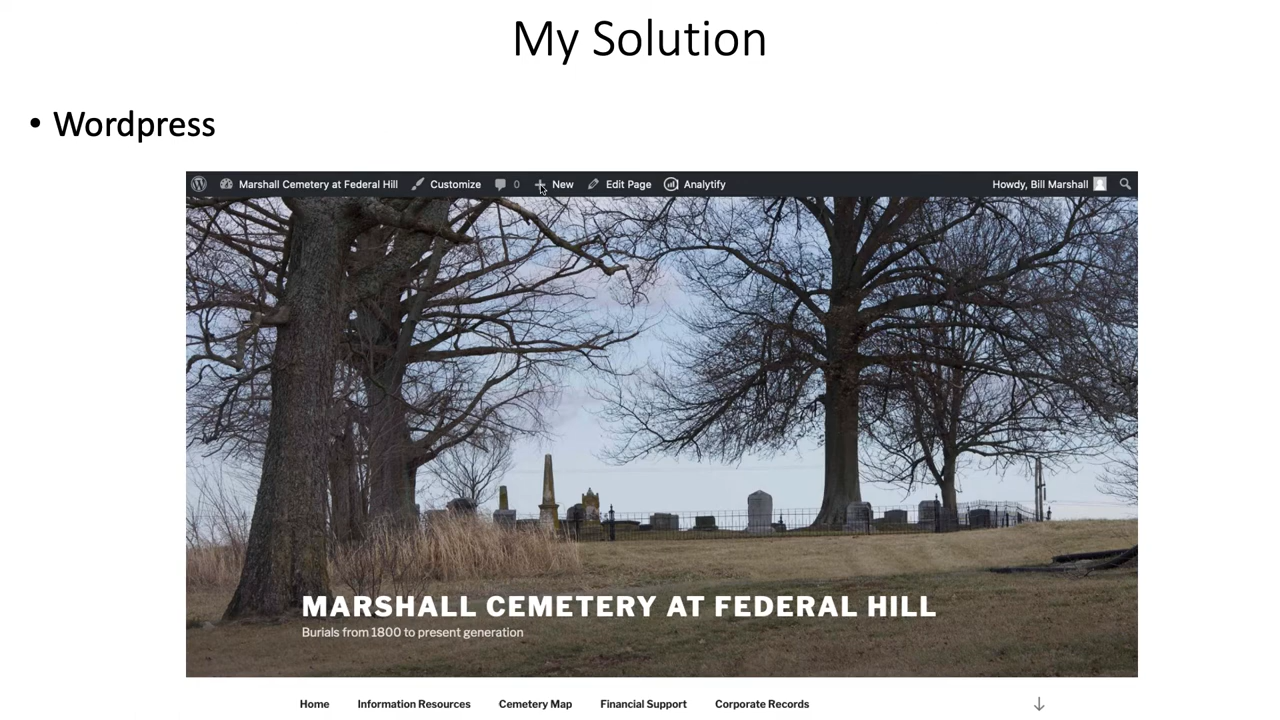 My Solution
• Wordpress
Marshall Cemetery at Federal Hill Customize 0 New Edit Page Analytify Howdy, Bill Marshall
MARSHALL CEMETERY AT FEDERAL HILL
Burials from 1800 to present generation
Home Information Resources Cemetery Map Financial Support Corporate Records